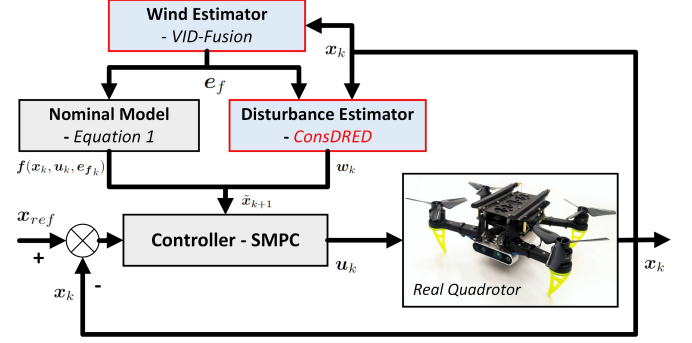 Wind Estimator
- VID-Fusion
x_k
e_f
Nominal Model
- Equation 1
Disturbance Estimator
- ConsDRED
f(x_k, u_k, e_{f_k})
w_k
x̃_{k+1}
x_{ref}
+
Controller - SMPC
u_k
Real Quadrotor
x_k
x_k
-